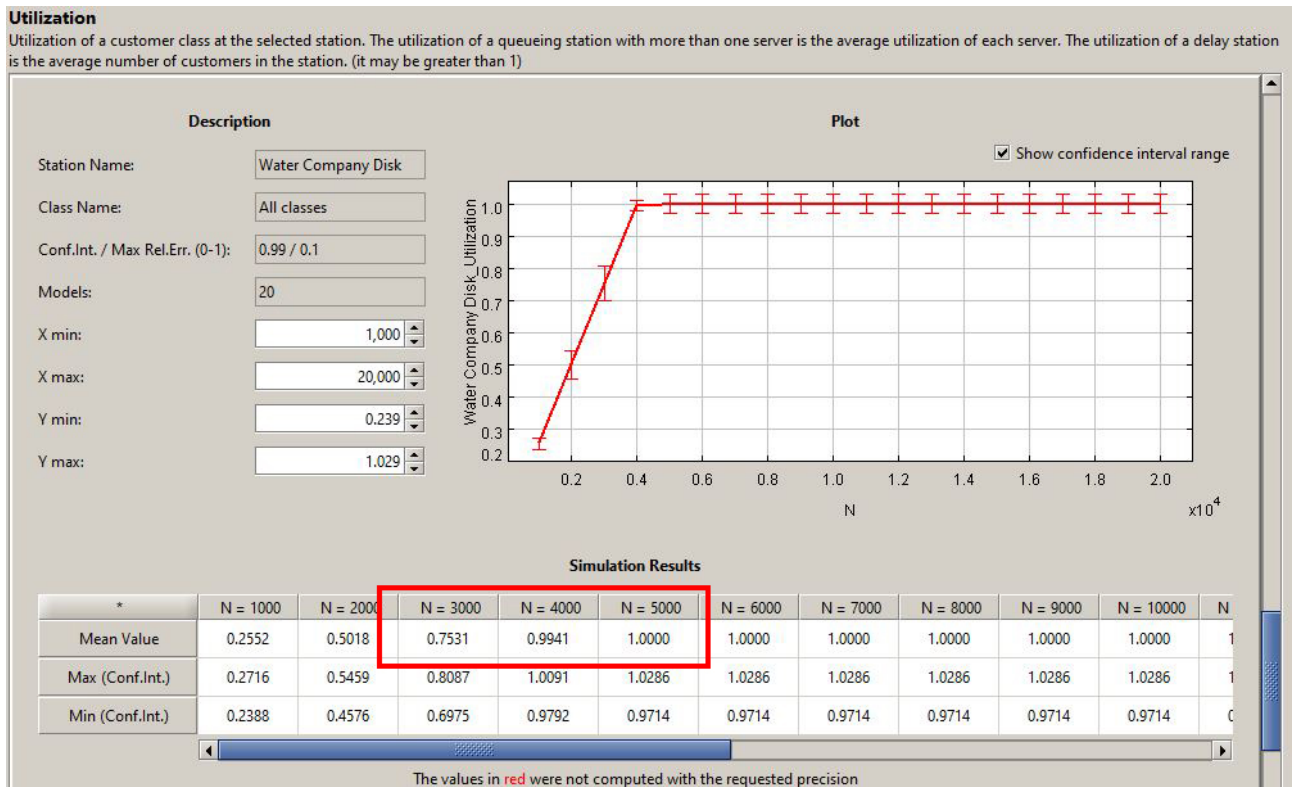 Utilization
Utilization of a customer class at the selected station. The utilization of a queueing station with more than one server is the average utilization of each server. The utilization of a delay station
is the average number of customers in the station. (it may be greater than 1)
Description
Plot
Station Name: Water Company Disk
Show confidence interval range
Class Name: All classes
Conf.Int. / Max Rel.Err. (0-1): 0.99 / 0.1
Models: 20
X min: 1,000
X max: 20,000
Y min: 0.239
Y max: 1.029
Water Company Disk_Utilization
1.0
0.9
0.8
0.7
0.6
0.5
0.4
0.3
0.2
0.2 0.4 0.6 0.8 1.0 1.2 1.4 1.6 1.8 2.0
N
x10^4
Simulation Results
* N = 1000 N = 2000 N = 3000 N = 4000 N = 5000 N = 6000 N = 7000 N = 8000 N = 9000 N = 10000 N
Mean Value 0.2552 0.5018 0.7531 0.9941 1.0000 1.0000 1.0000 1.0000 1.0000 1.0000 1
Max (Conf.Int.) 0.2716 0.5459 0.8087 1.0091 1.0286 1.0286 1.0286 1.0286 1.0286 1.0286 1
Min (Conf.Int.) 0.2388 0.4576 0.6975 0.9792 0.9714 0.9714 0.9714 0.9714 0.9714 0.9714
The values in red were not computed with the requested precision